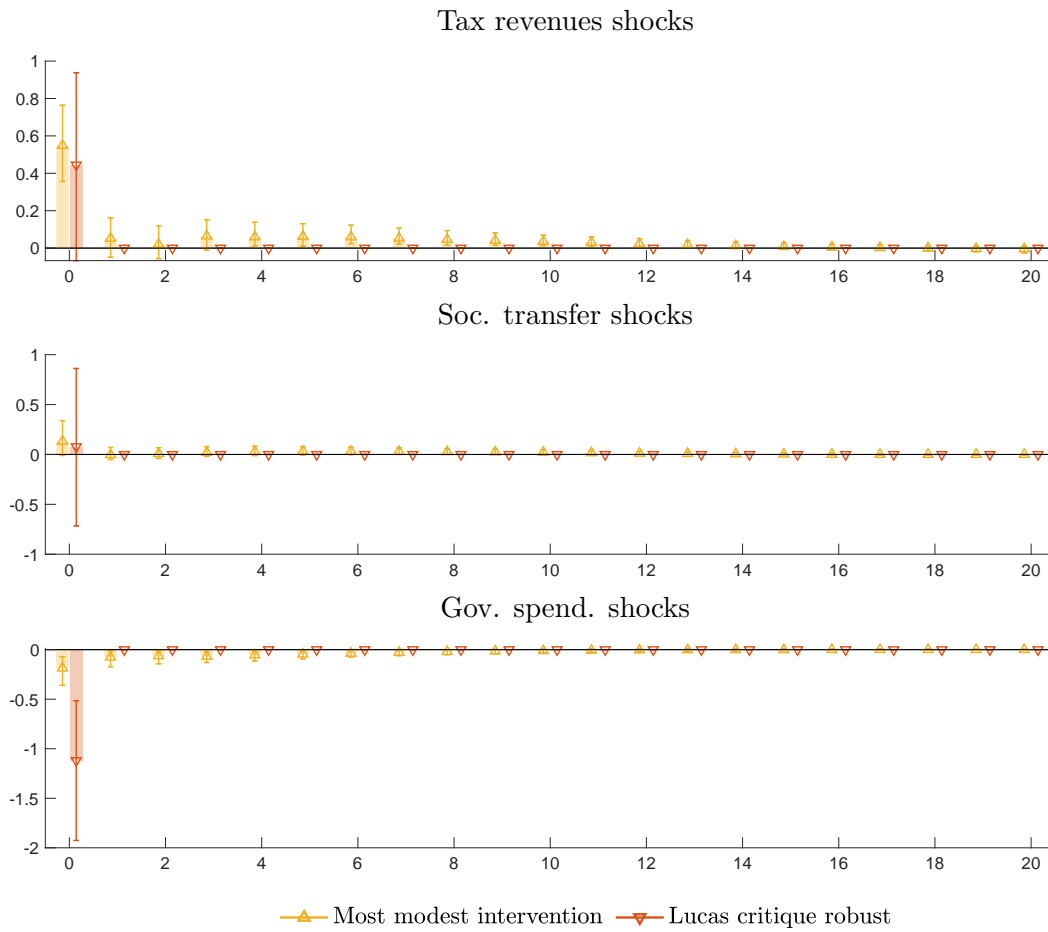 Tax revenues shocks
1
0.8
0.6
0.4
0.2
0
0 2 4 6 8 10 12 14 16 18 20
Soc. transfer shocks
1
0.5
0
-0.5
-1
0 2 4 6 8 10 12 14 16 18 20
Gov. spend. shocks
0
-0.5
-1
-1.5
-2
0 2 4 6 8 10 12 14 16 18 20
Most modest intervention Lucas critique robust